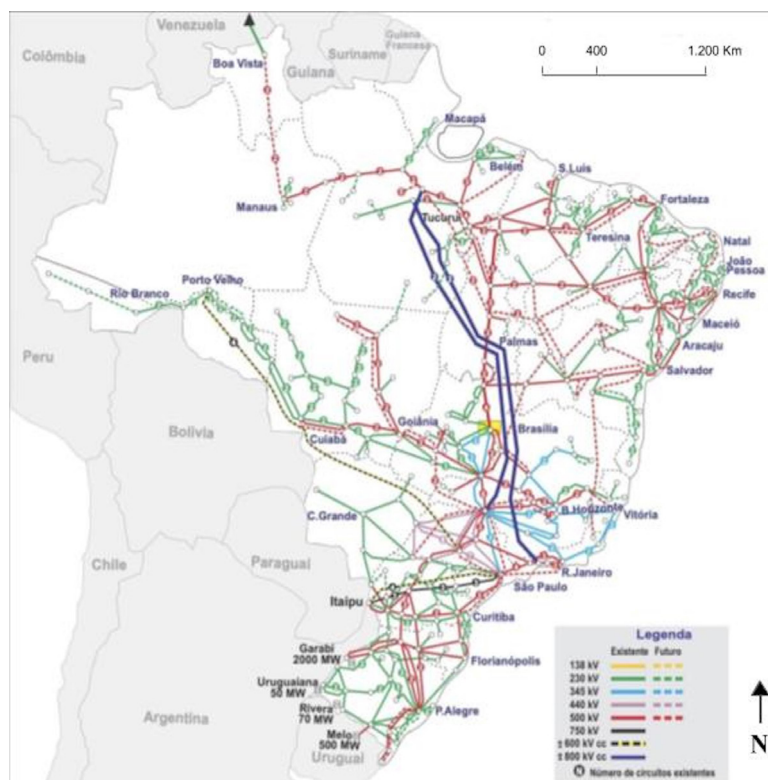 Venezuela
Guiana
Francesa
Suriname
Colômbia
Boa Vista
Guiana
0 400 1.200 Km
Macapá
Belém
S.Luis
Manaus
Fortaleza
Tucuruí
Teresina
Natal
João
Pessoa
Rio Branco
Porto Velho
Recife
Maceió
Palmas
Aracaju
Peru
Salvador
Goiânia
Brasília
Bolívia
Cuiabá
C.Grande
B.Horizonte
Vitória
Chile
Paraguai
São Paulo
R.Janeiro
Itaipu
Curitiba
Garabi
2000 MW
Florianópolis
Uruguaiana
50 MW
Rivera
70 MW
P.Alegre
Melo
500 MW
Argentina
Uruguai
Legenda
Existente Futuro
138 kV
230 kV
345 kV
440 kV
500 kV
750 kV
±600 kV cc
±800 kV cc
N Número de circuitos existentes
N